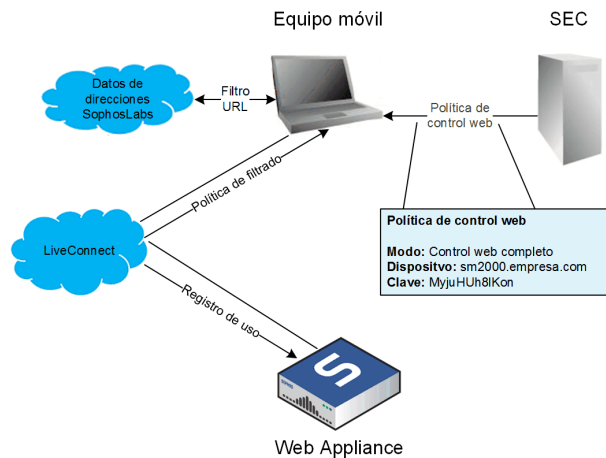 Equipo móvil
SEC
Datos de
direcciones
SophosLabs
Filtro
URL
Política de
control web
Política de filtrado
Política de control web
Modo: Control web completo
Dispositvo: sm2000.empresa.com
Clave: MyjuHUh8IKon
LiveConnect
Registro de uso
S
Web Appliance